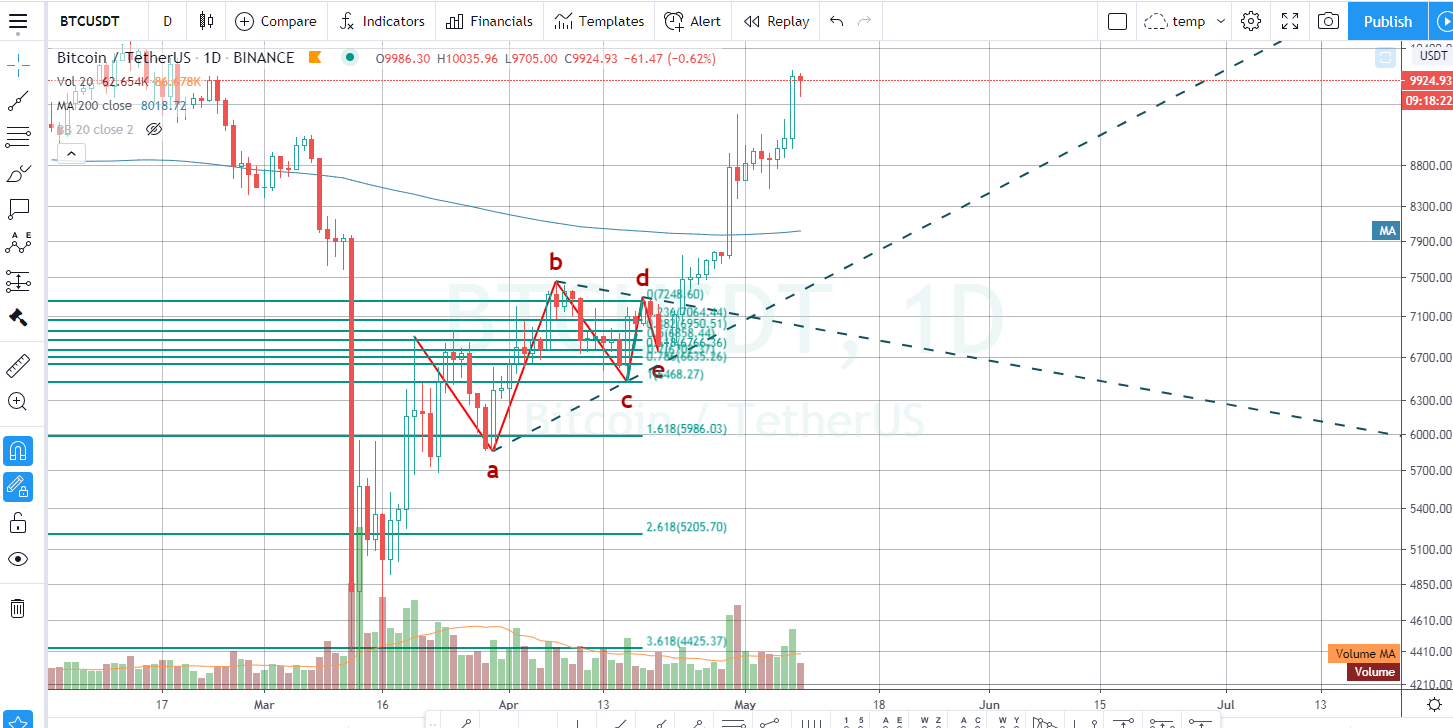 BTCUSDT D Compare Indicators Financials Templates Alert Replay temp Publish
Bitcoin / TetherUS · 1D · BINANCE O9986.30 H10035.96 L9705.00 C9924.93 −61.47 (−0.62%)
USDT
Vol 20 62.654K 86.678K
9924.93
09:18:22
MA 200 close 8018.72
BB 20 close 2
8800.00
8300.00
MA
7900.00
b
d
7500.00
0(7248.60)
BTCUSDT, 1D
0.236(7064.44)
7100.00
0.382(6950.51)
0.5(6858.44)
0.618(6766.36)
0.786(6635.26)
6700.00
e
1(6468.27)
c
6300.00
Bitcoin / TetherUS
1.618(5986.03)
6000.00
a
5700.00
2.618(5205.70)
5400.00
5100.00
4850.00
4610.00
3.618(4425.37)
4410.00
Volume MA
Volume
4210.00
17 Mar 16 Apr 13 May 18 Jun 15 Jul 13